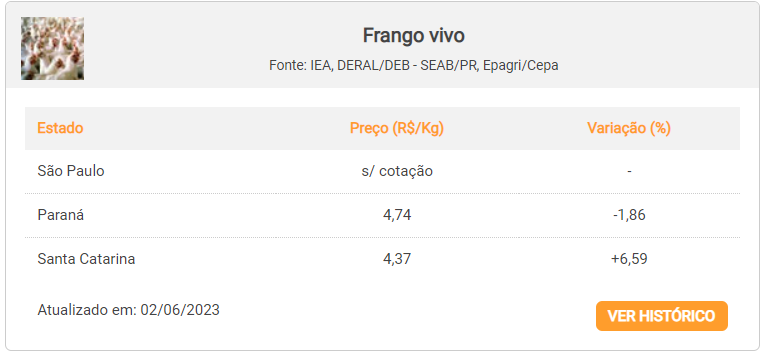 Frango vivo
Fonte: IEA, DERAL/DEB - SEAB/PR, Epagri/Cepa
Estado Preço (R$/Kg) Variação (%)
São Paulo s/ cotação -
Paraná 4,74 -1,86
Santa Catarina 4,37 +6,59
Atualizado em: 02/06/2023 VER HISTÓRICO